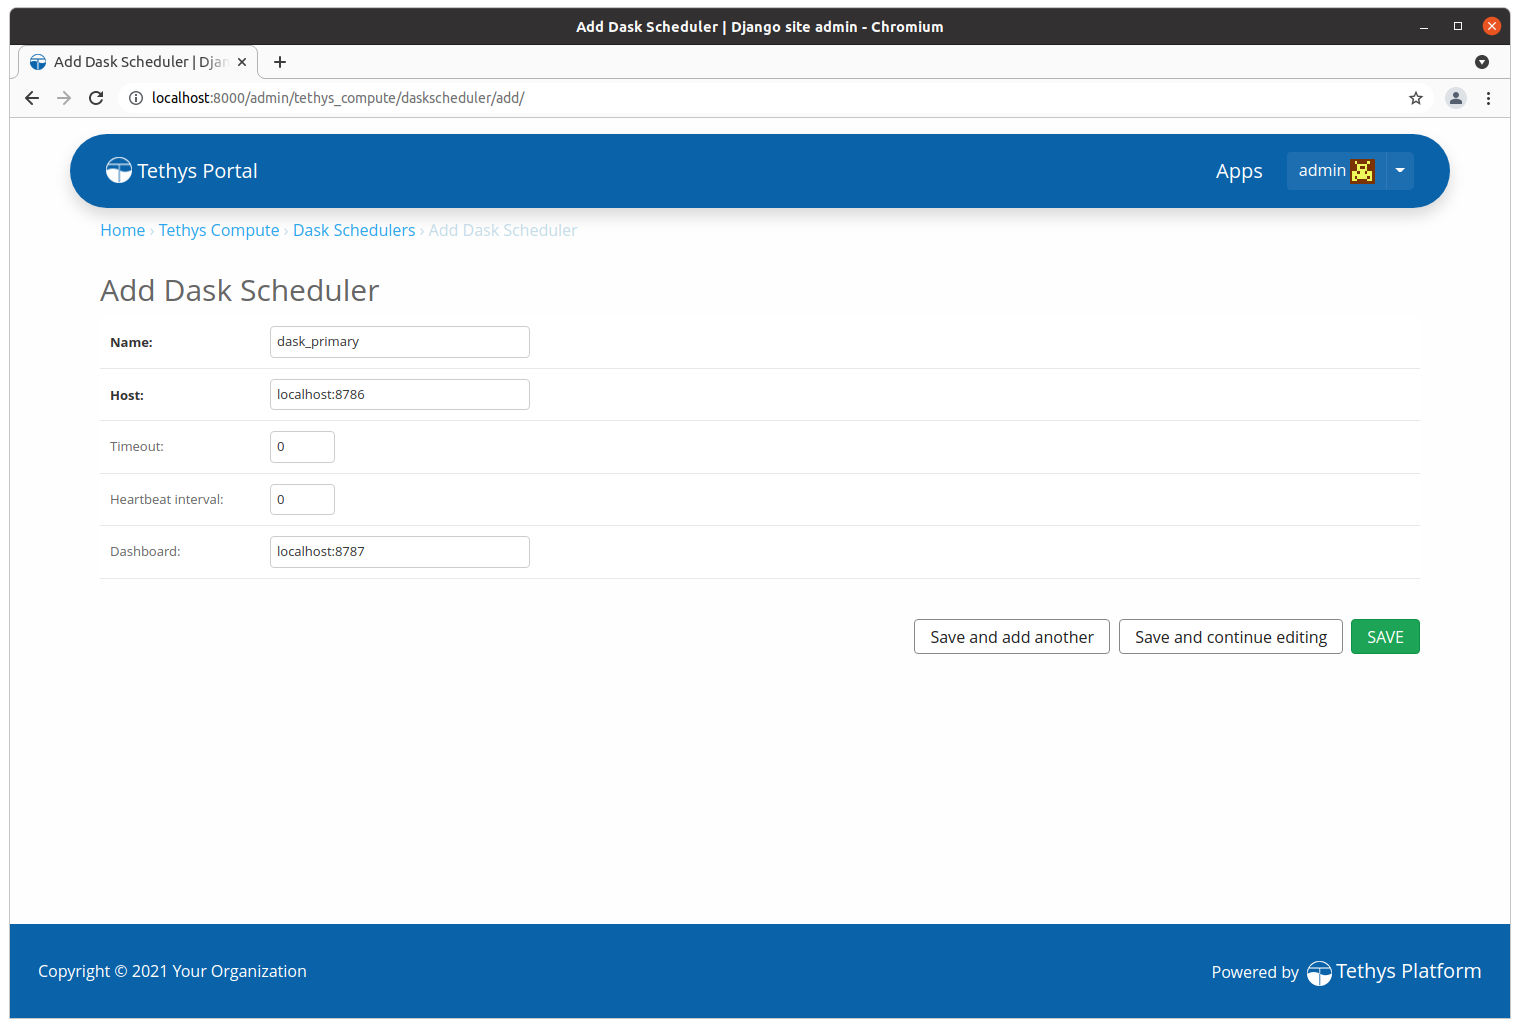 Add Dask Scheduler | Django site admin - Chromium
Add Dask Scheduler | Djan
localhost:8000/admin/tethys_compute/daskscheduler/add/
Tethys Portal
Apps
admin
Home › Tethys Compute › Dask Schedulers › Add Dask Scheduler
Add Dask Scheduler
Name: dask_primary
Host: localhost:8786
Timeout: 0
Heartbeat interval: 0
Dashboard: localhost:8787
Save and add another Save and continue editing SAVE
Copyright © 2021 Your Organization
Powered by Tethys Platform